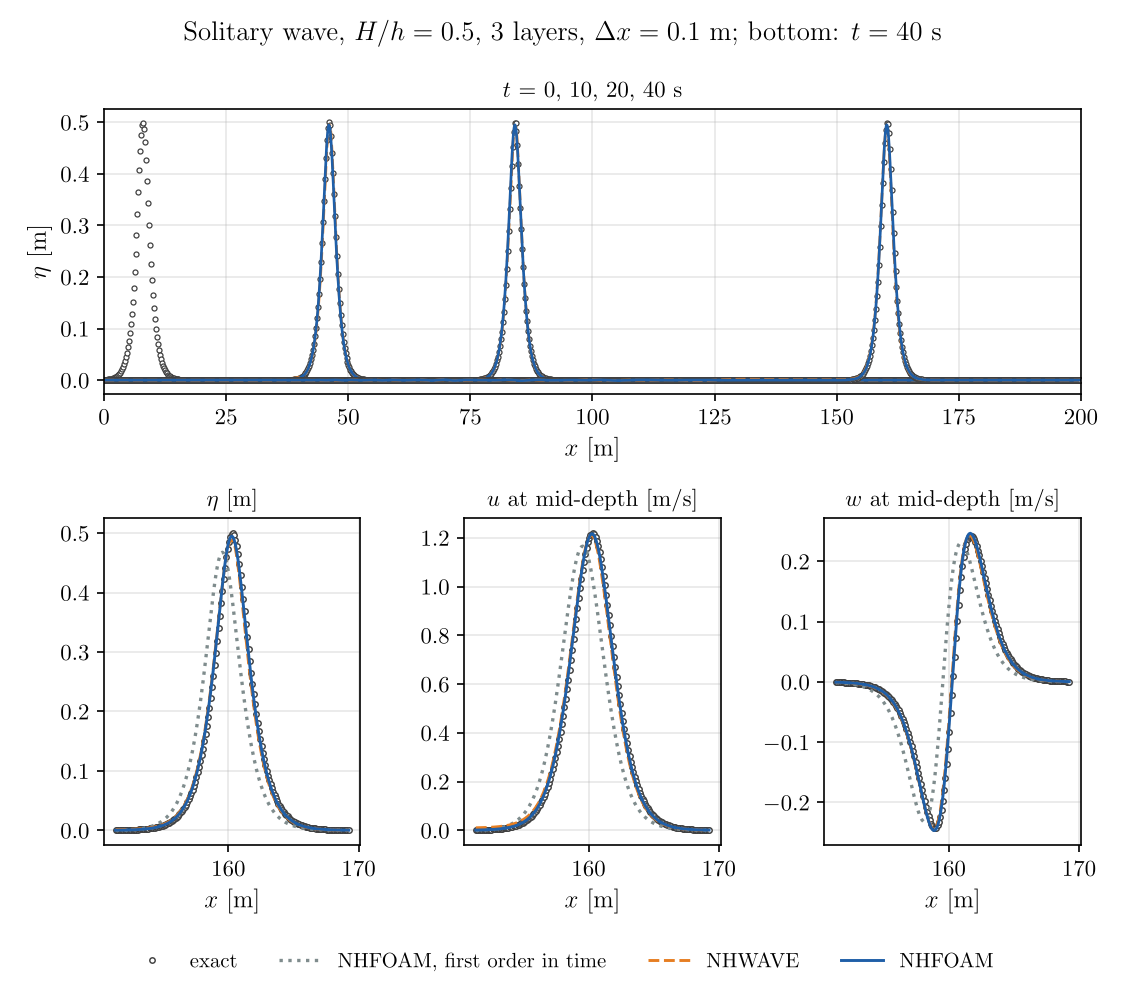 Solitary wave, H/h = 0.5, 3 layers, Δx = 0.1 m; bottom: t = 40 s
t = 0, 10, 20, 40 s
η [m]
0.5
0.4
0.3
0.2
0.1
0.0
0 25 50 75 100 125 150 175 200
x [m]
η [m]
0.5
0.4
0.3
0.2
0.1
0.0
160 170
x [m]
u at mid-depth [m/s]
1.2
1.0
0.8
0.6
0.4
0.2
0.0
160 170
x [m]
w at mid-depth [m/s]
0.2
0.1
0.0
−0.1
−0.2
160 170
x [m]
exact NHFOAM, first order in time NHWAVE NHFOAM